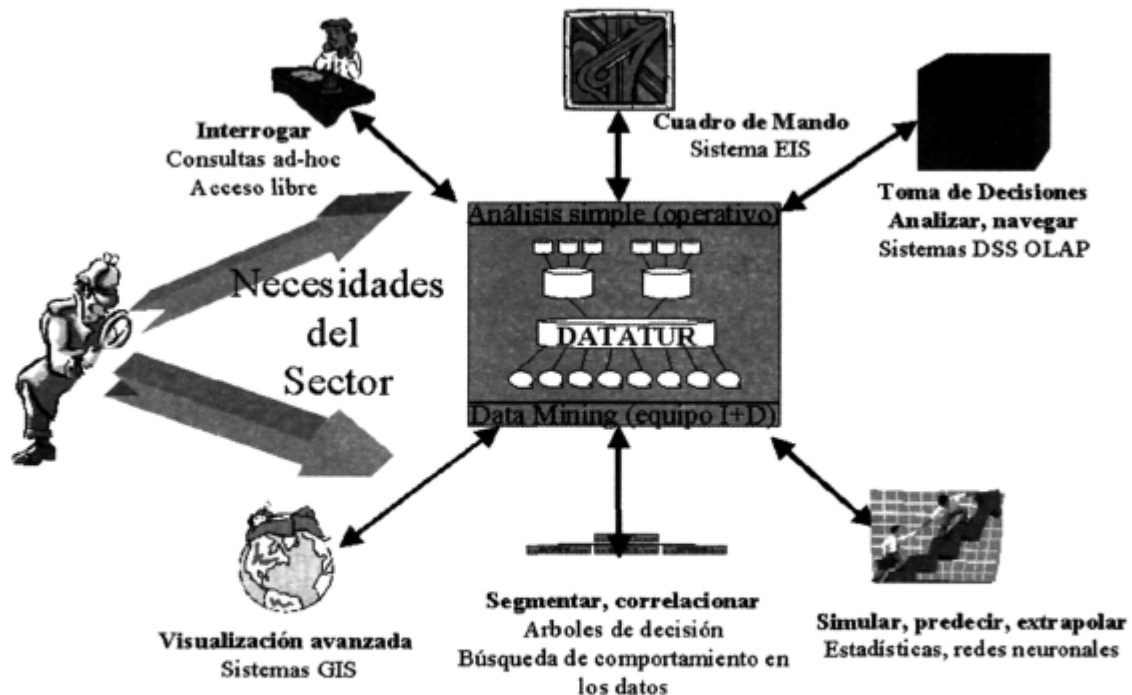 Interrogar
Consultas ad-hoc
Acceso libre
Cuadro de Mando
Sistema EIS
Toma de Decisiones
Analizar, navegar
Sistemas DSS OLAP
Análisis simple (operativo)
DATATUR
Data Mining (equipo I+D)
Necesidades
del
Sector
Visualización avanzada
Sistemas GIS
Segmentar, correlacionar
Arboles de decisión
Búsqueda de comportamiento en
los datos
Simular, predecir, extrapolar
Estadísticas, redes neuronales